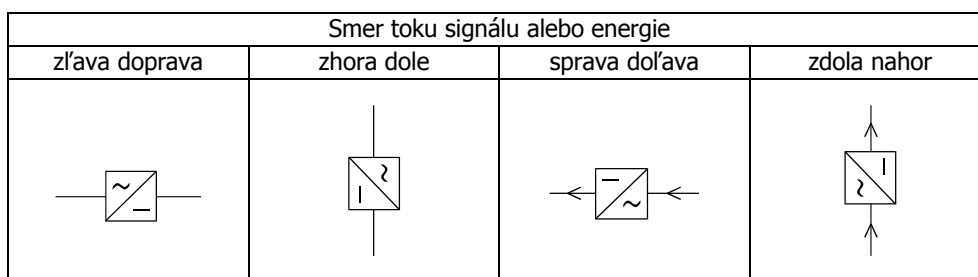 Smer toku signálu alebo energie
zľava doprava zhora dole sprava doľava zdola nahor